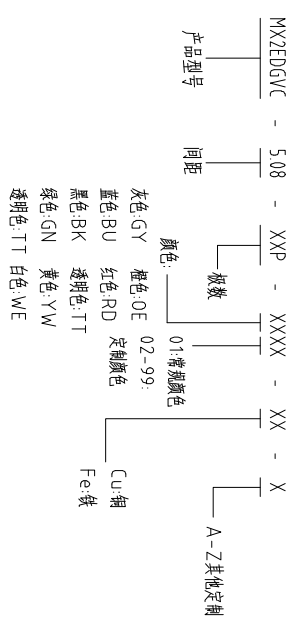 MX2EDGVC - 5.08 - XXP - XXXX - XX - X
产品型号
间距
极数
颜色:
灰色:GY 橙色:OE
蓝色:BU 红色:RD
黑色:BK 透明色:TT
绿色:GN 黄色:YW
透明色:TT 白色:WE
01:常规颜色
02-99:
定制颜色
Cu:铜
Fe:铁
A-Z其他定制